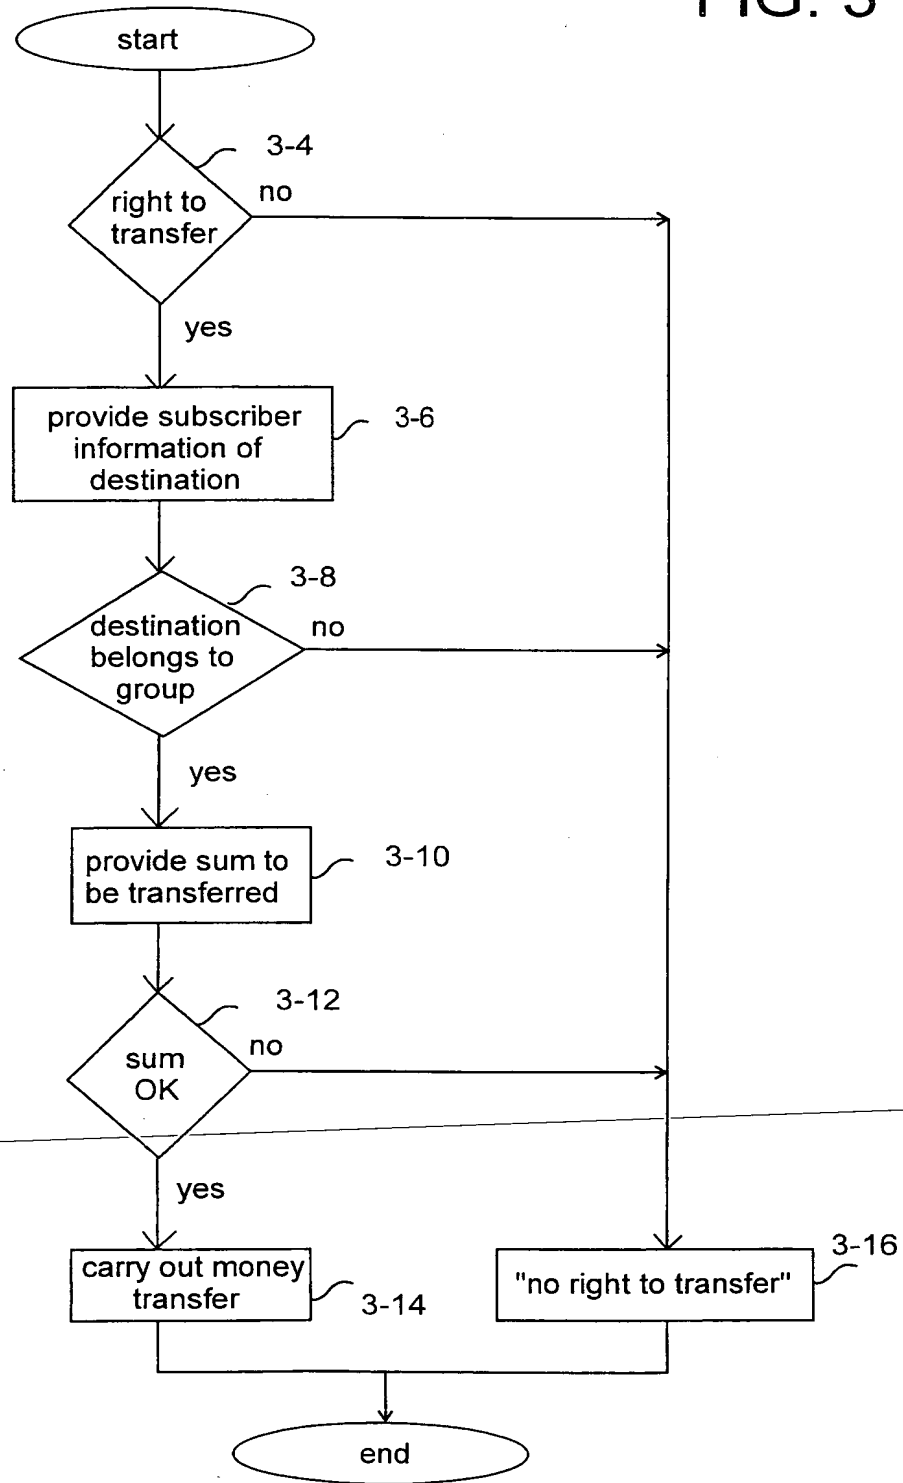 FIG. 3
start
3-4
no
right to
transfer
yes
provide subscriber
information of
destination
3-6
3-8
destination
belongs to
group
no
yes
provide sum to
be transferred
3-10
3-12
no
sum
OK
yes
carry out money
transfer
3-14
"no right to transfer"
3-16
end